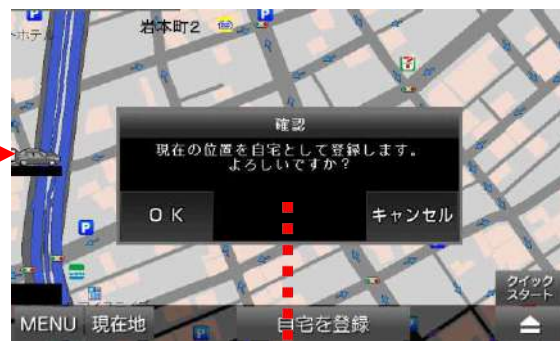 ホテル
岩本町2
確認
現在の位置を自宅として登録します。
よろしいですか？
OK
キャンセル
クイック
スタート
MENU
現在地
自宅を登録